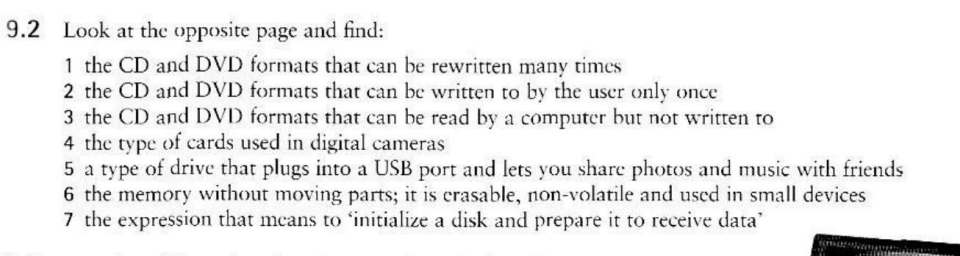 9.2 Look at the opposite page and find:
1 the CD and DVD formats that can be rewritten many times
2 the CD and DVD formats that can be written to by the user only once
3 the CD and DVD formats that can be read by a computer but not written to
4 the type of cards used in digital cameras
5 a type of drive that plugs into a USB port and lets you share photos and music with friends
6 the memory without moving parts; it is erasable, non-volatile and used in small devices
7 the expression that means to ‘initialize a disk and prepare it to receive data’